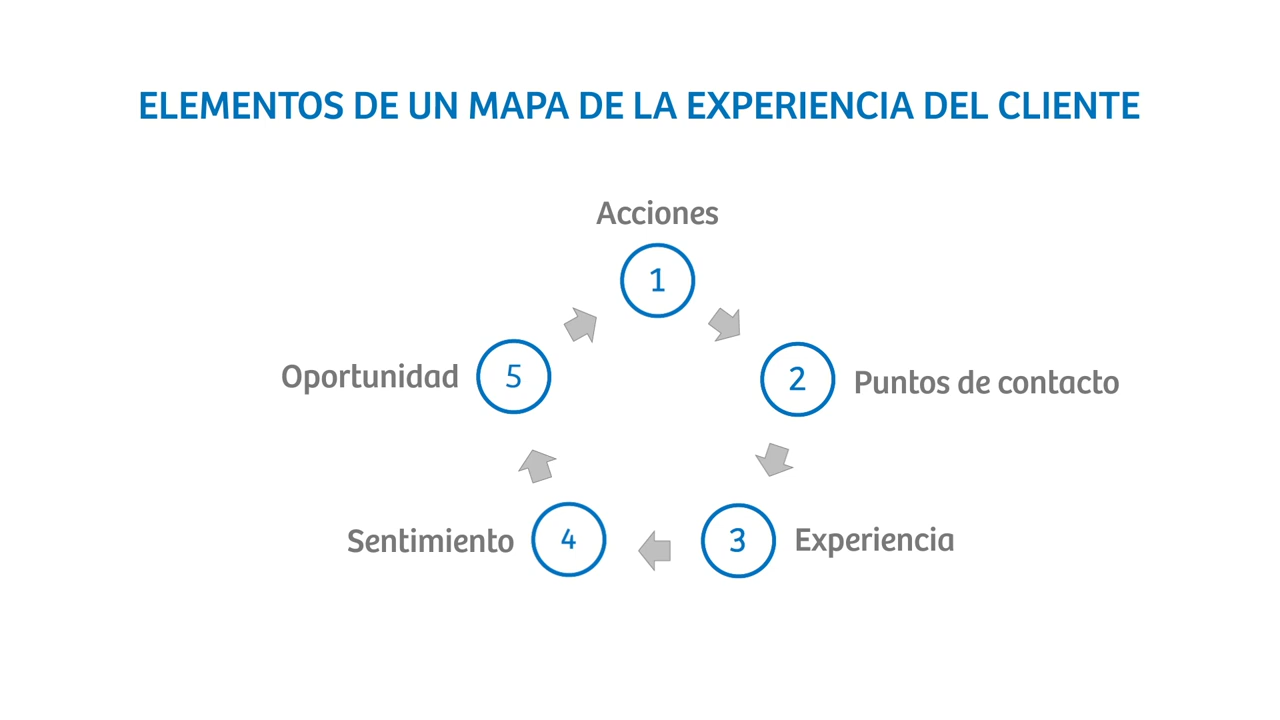 ELEMENTOS DE UN MAPA DE LA EXPERIENCIA DEL CLIENTE
Acciones
1
2
Puntos de contacto
3
Experiencia
4
Sentimiento
5
Oportunidad